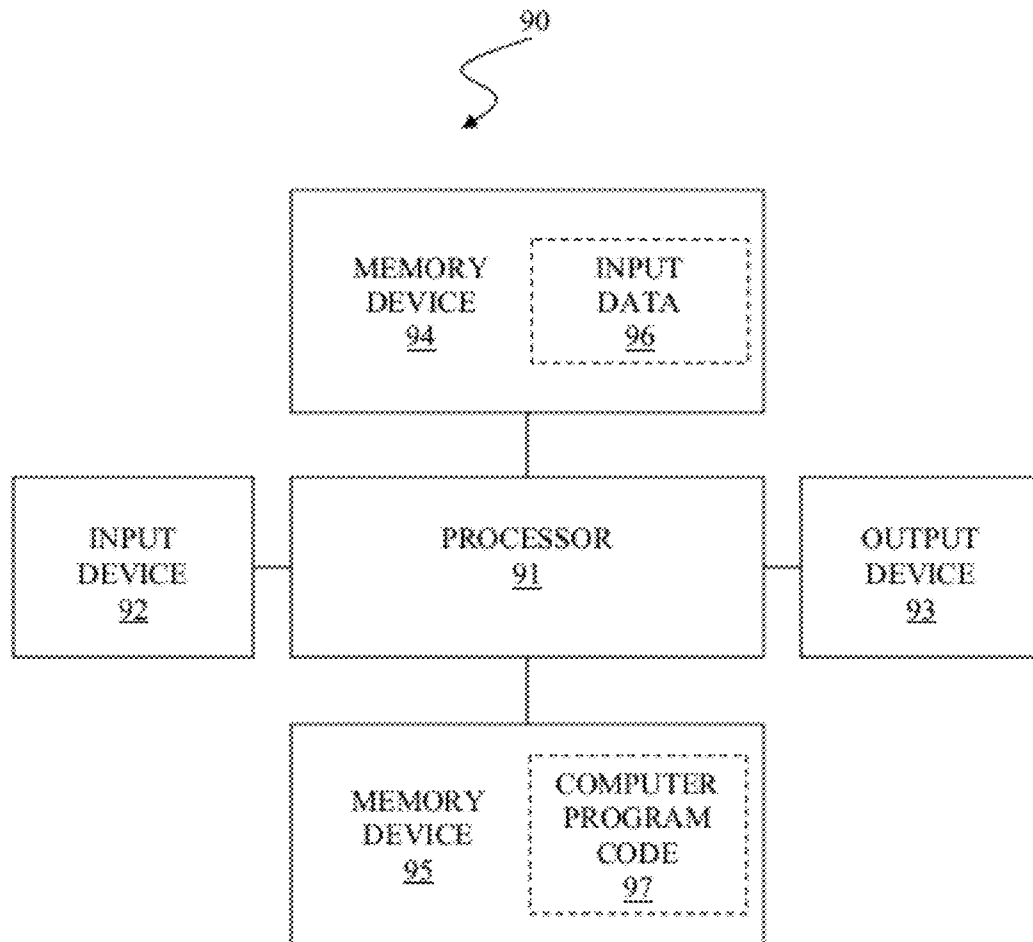 90
MEMORY
DEVICE
94
INPUT
DATA
96
INPUT
DEVICE
92
PROCESSOR
91
OUTPUT
DEVICE
93
MEMORY
DEVICE
95
COMPUTER
PROGRAM
CODE
97